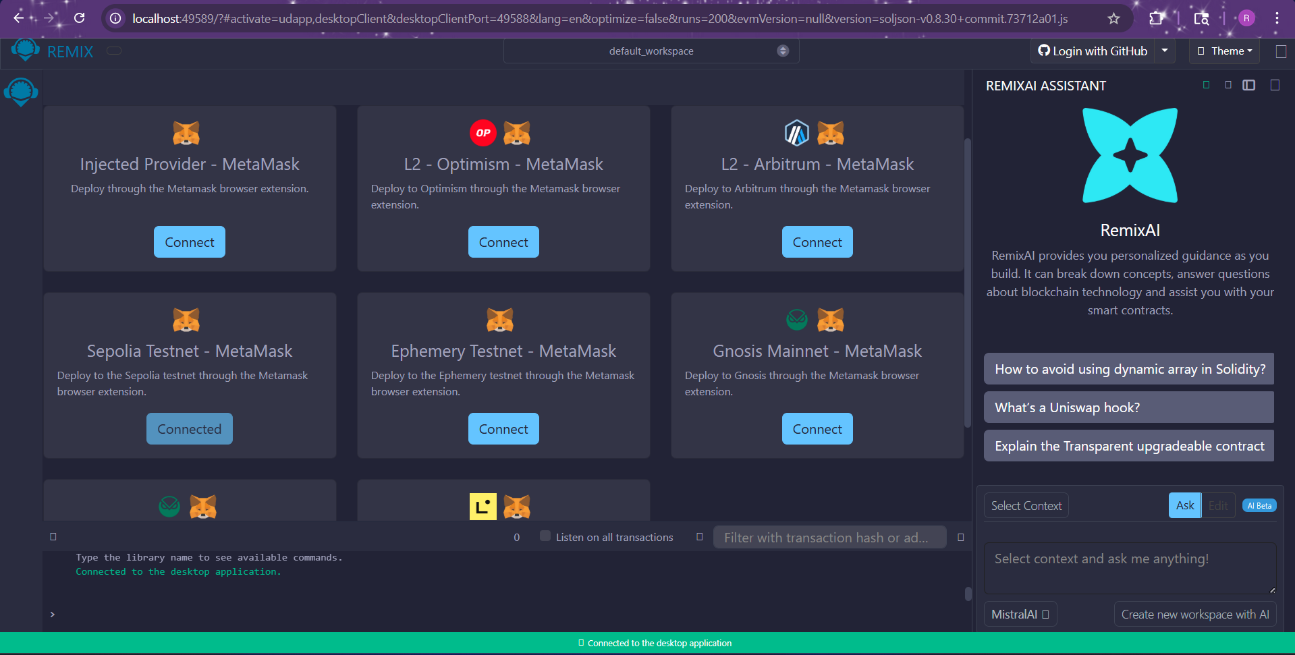 localhost:49589/?#activate=udapp,desktopClient&desktopClientPort=49588&lang=en&optimize=false&runs=200&evmVersion=null&version=soljson-v0.8.30+commit.73712a01.js
R
REMIX
default_workspace
Login with GitHub
Theme
Injected Provider - MetaMask
Deploy through the Metamask browser extension.
Connect
OP
L2 - Optimism - MetaMask
Deploy to Optimism through the Metamask browser
extension.
Connect
L2 - Arbitrum - MetaMask
Deploy to Arbitrum through the Metamask browser
extension.
Connect
Sepolia Testnet - MetaMask
Deploy to the Sepolia testnet through the Metamask
browser extension.
Connected
Ephemery Testnet - MetaMask
Deploy to the Ephemery testnet through the Metamask
browser extension.
Connect
Gnosis Mainnet - MetaMask
Deploy to Gnosis through the Metamask browser
extension.
Connect
L
0
Listen on all transactions
Filter with transaction hash or ad...
Type the library name to see available commands.
Connected to the desktop application.
>
REMIXAI ASSISTANT
RemixAI
RemixAI provides you personalized guidance as you
build. It can break down concepts, answer questions
about blockchain technology and assist you with your
smart contracts.
How to avoid using dynamic array in Solidity?
What's a Uniswap hook?
Explain the Transparent upgradeable contract
Select Context
Ask
Edit
AI Beta
Select context and ask me anything!
MistralAI
Create new workspace with AI
Connected to the desktop application